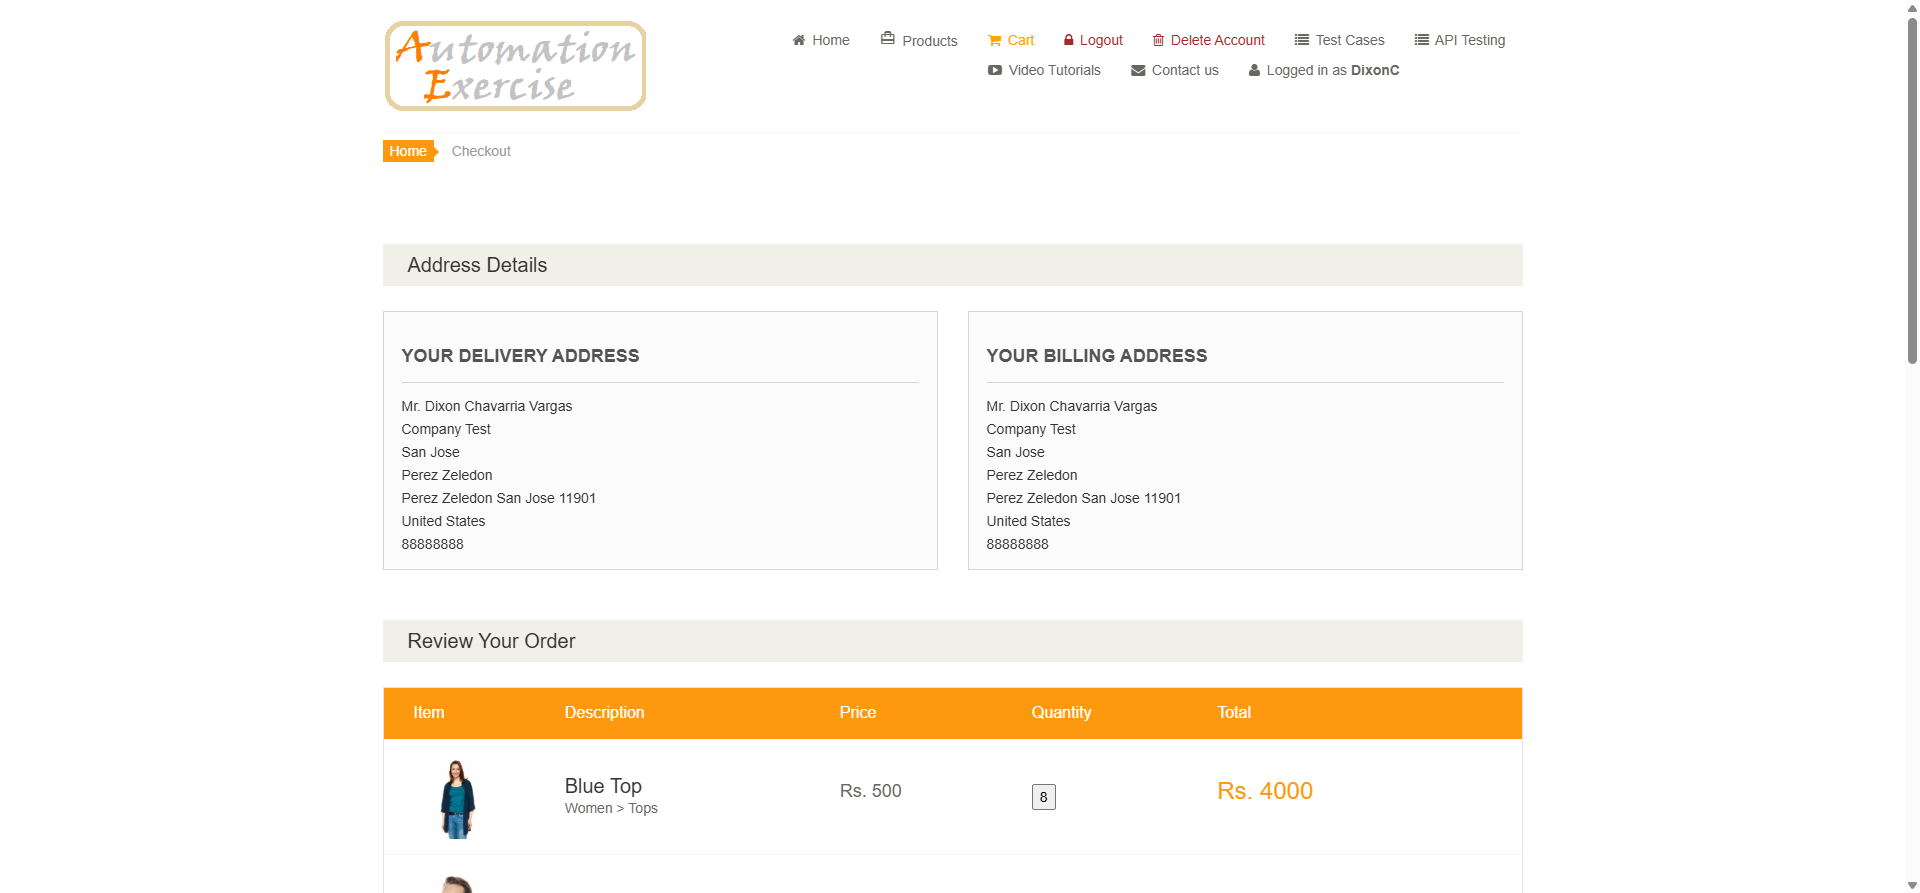 Automation
Exercise
Home
Products
Cart
Logout
Delete Account
Test Cases
API Testing
Video Tutorials
Contact us
Logged in as DixonC
Home
Checkout
Address Details
YOUR DELIVERY ADDRESS
Mr. Dixon Chavarria Vargas
Company Test
San Jose
Perez Zeledon
Perez Zeledon San Jose 11901
United States
88888888
YOUR BILLING ADDRESS
Mr. Dixon Chavarria Vargas
Company Test
San Jose
Perez Zeledon
Perez Zeledon San Jose 11901
United States
88888888
Review Your Order
Item Description Price Quantity Total
Blue Top
Women > Tops
Rs. 500
8
Rs. 4000